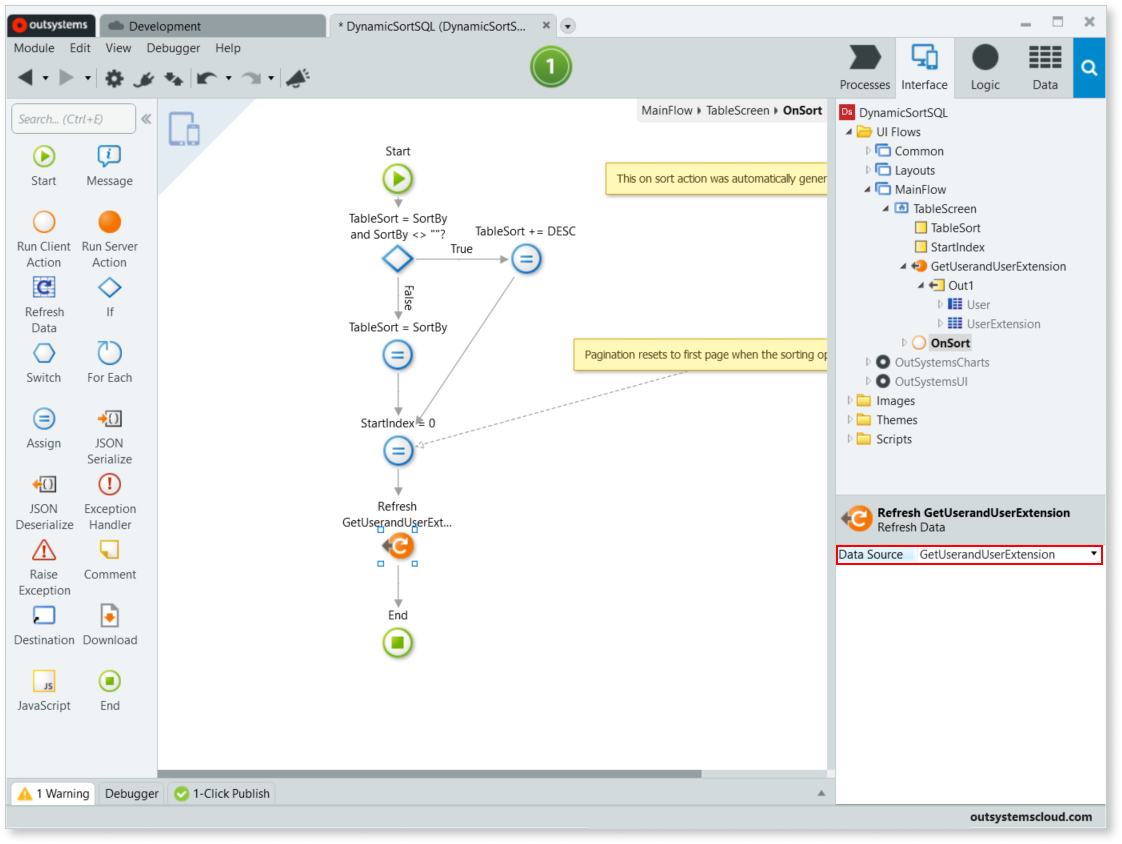 outsystems
Development
* DynamicSortSQL (DynamicSortS...
Module Edit View Debugger Help
1
Processes Interface Logic Data
Search... (Ctrl+E)
MainFlow TableScreen OnSort
Start Message
Run Client Action
Run Server Action
Refresh Data
If
Switch For Each
Assign
JSON Serialize
JSON Deserialize
Exception Handler
Raise Exception
Comment
Destination Download
JS
JavaScript End
Start
This on sort action was automatically gener
TableSort = SortBy
and SortBy <> ""?
True
TableSort += DESC
False
TableSort = SortBy
Pagination resets to first page when the sorting op
StartIndex = 0
Refresh
GetUserandUserExt...
End
Ds DynamicSortSQL
UI Flows
Common
Layouts
MainFlow
TableScreen
TableSort
StartIndex
GetUserandUserExtension
Out1
User
UserExtension
OnSort
OutSystemsCharts
OutSystemsUI
Images
Themes
Scripts
Refresh GetUserandUserExtension
Refresh Data
Data Source GetUserandUserExtension
1 Warning Debugger 1-Click Publish
outsystemscloud.com